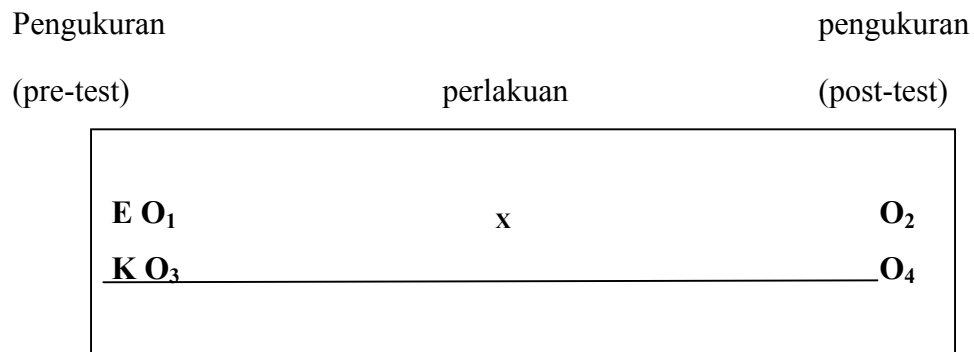 Pengukuran pengukuran
(pre-test) perlakuan (post-test)
E O₁ X O₂
K O₃ O₄